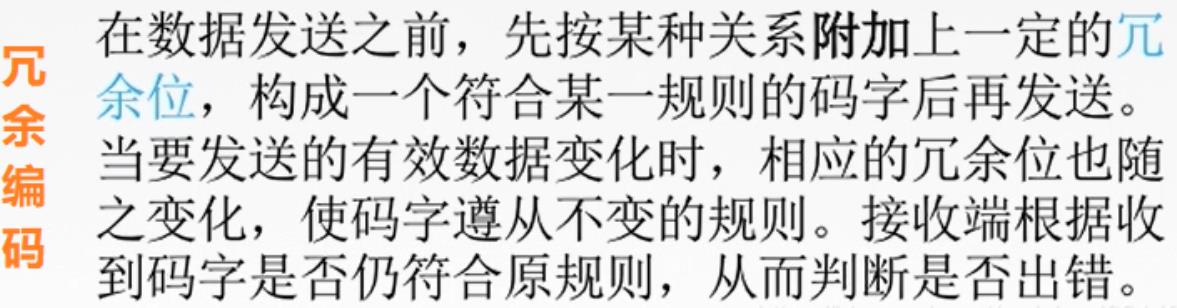 冗余编码
在数据发送之前，先按某种关系附加上一定的冗
余位，构成一个符合某一规则的码字后再发送。
当要发送的有效数据变化时，相应的冗余位也随
之变化，使码字遵从不变的规则。接收端根据收
到码字是否仍符合原规则，从而判断是否出错。